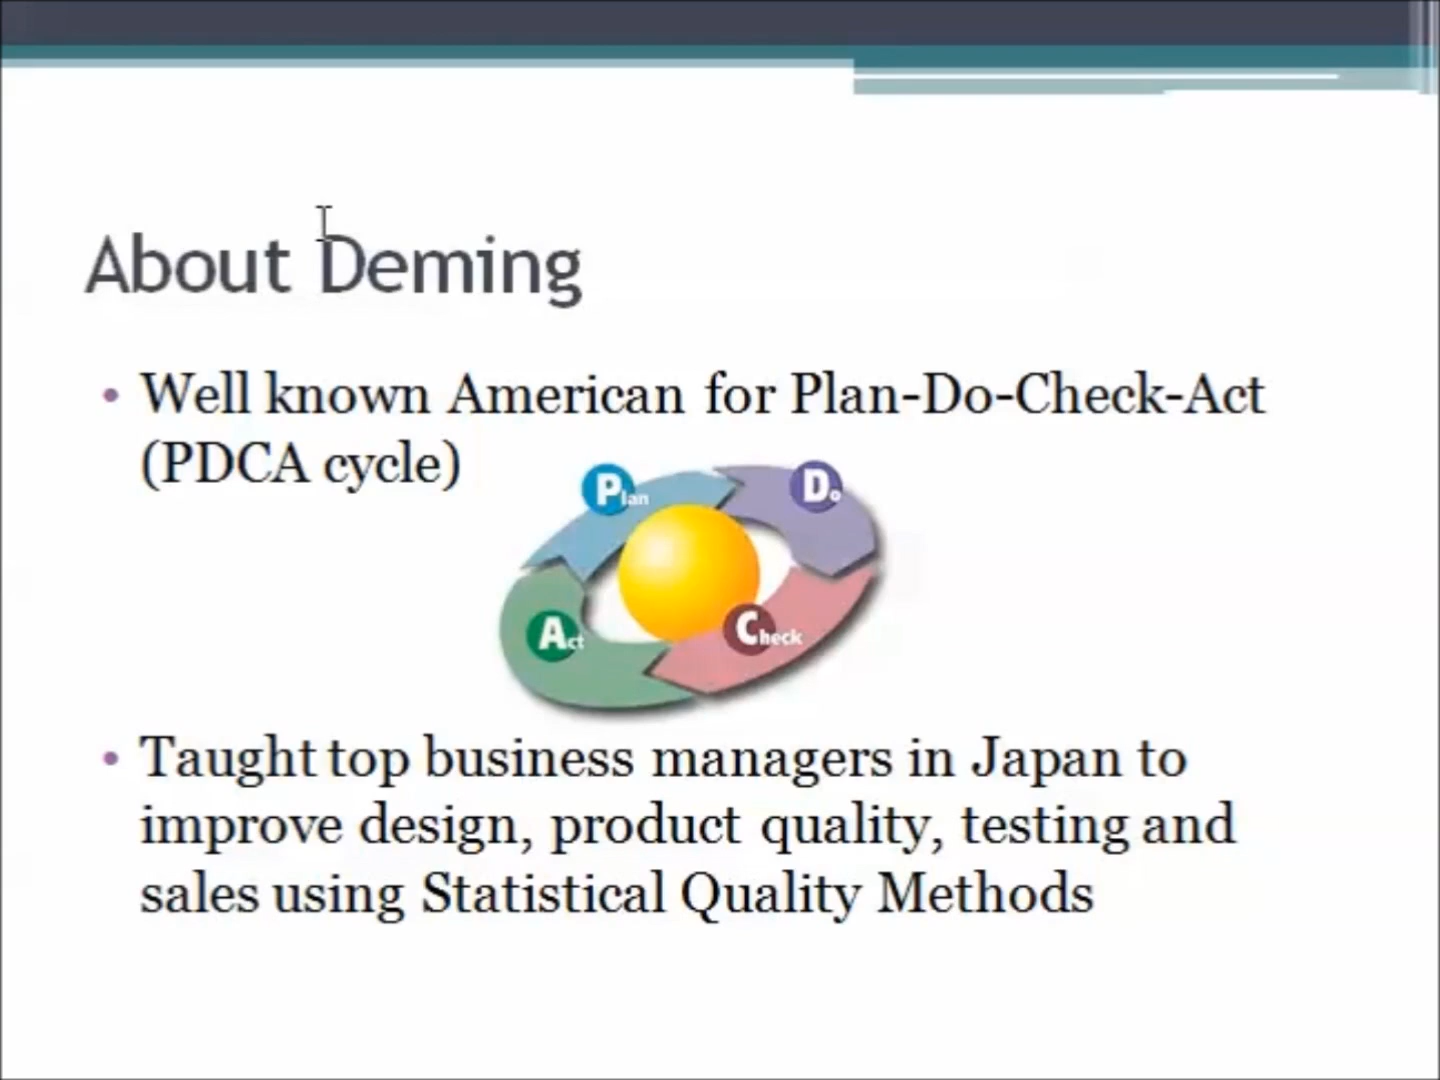 About Deming
• Well known American for Plan-Do-Check-Act
(PDCA cycle)
Plan
Do
Act
Check
• Taught top business managers in Japan to
improve design, product quality, testing and
sales using Statistical Quality Methods